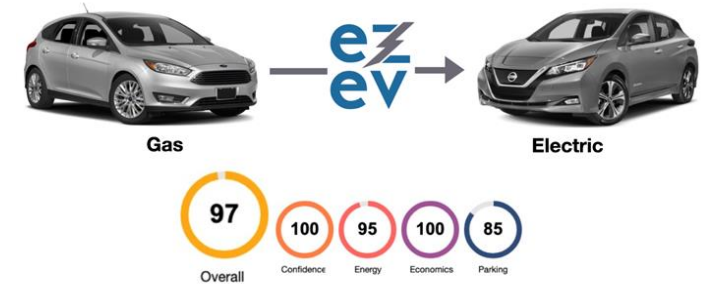 ez
ev
Gas
Electric
97
100
95
100
85
Overall
Confidence
Energy
Economics
Parking